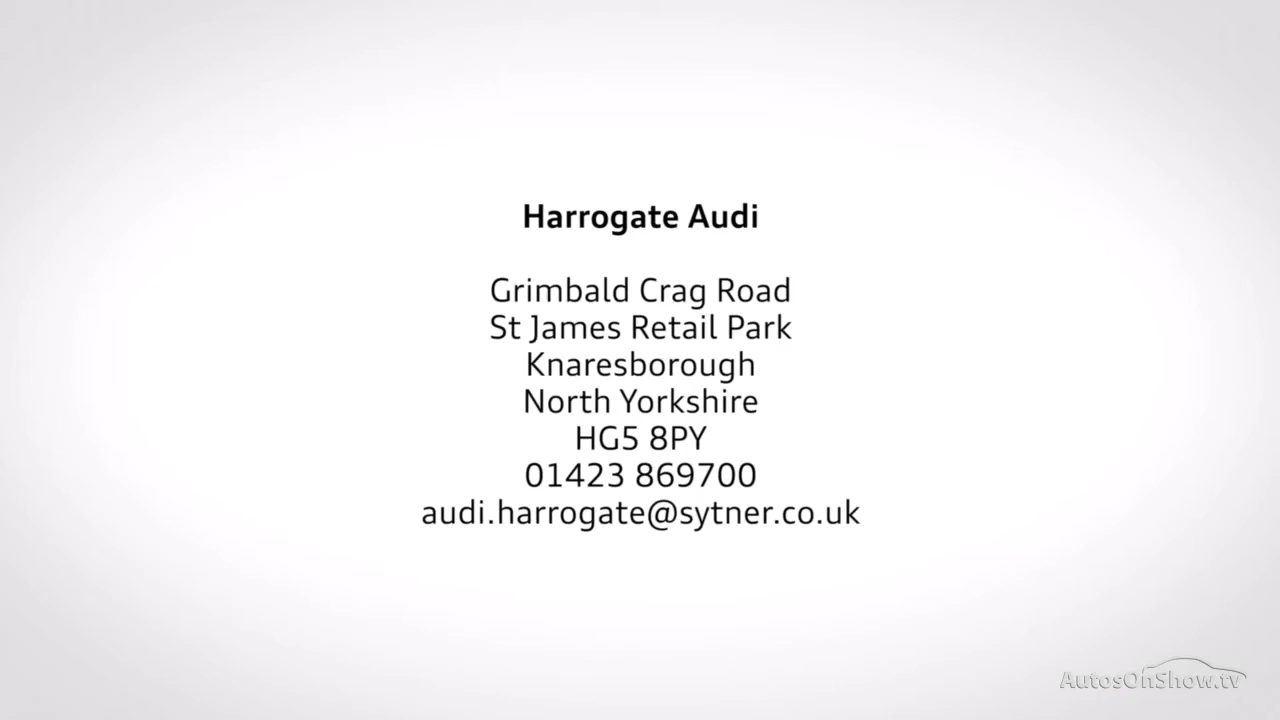 Harrogate Audi
Grimbald Crag Road
St James Retail Park
Knaresborough
North Yorkshire
HG5 8PY
01423 869700
audi.harrogate@sytner.co.uk
AutosOnShow.tv